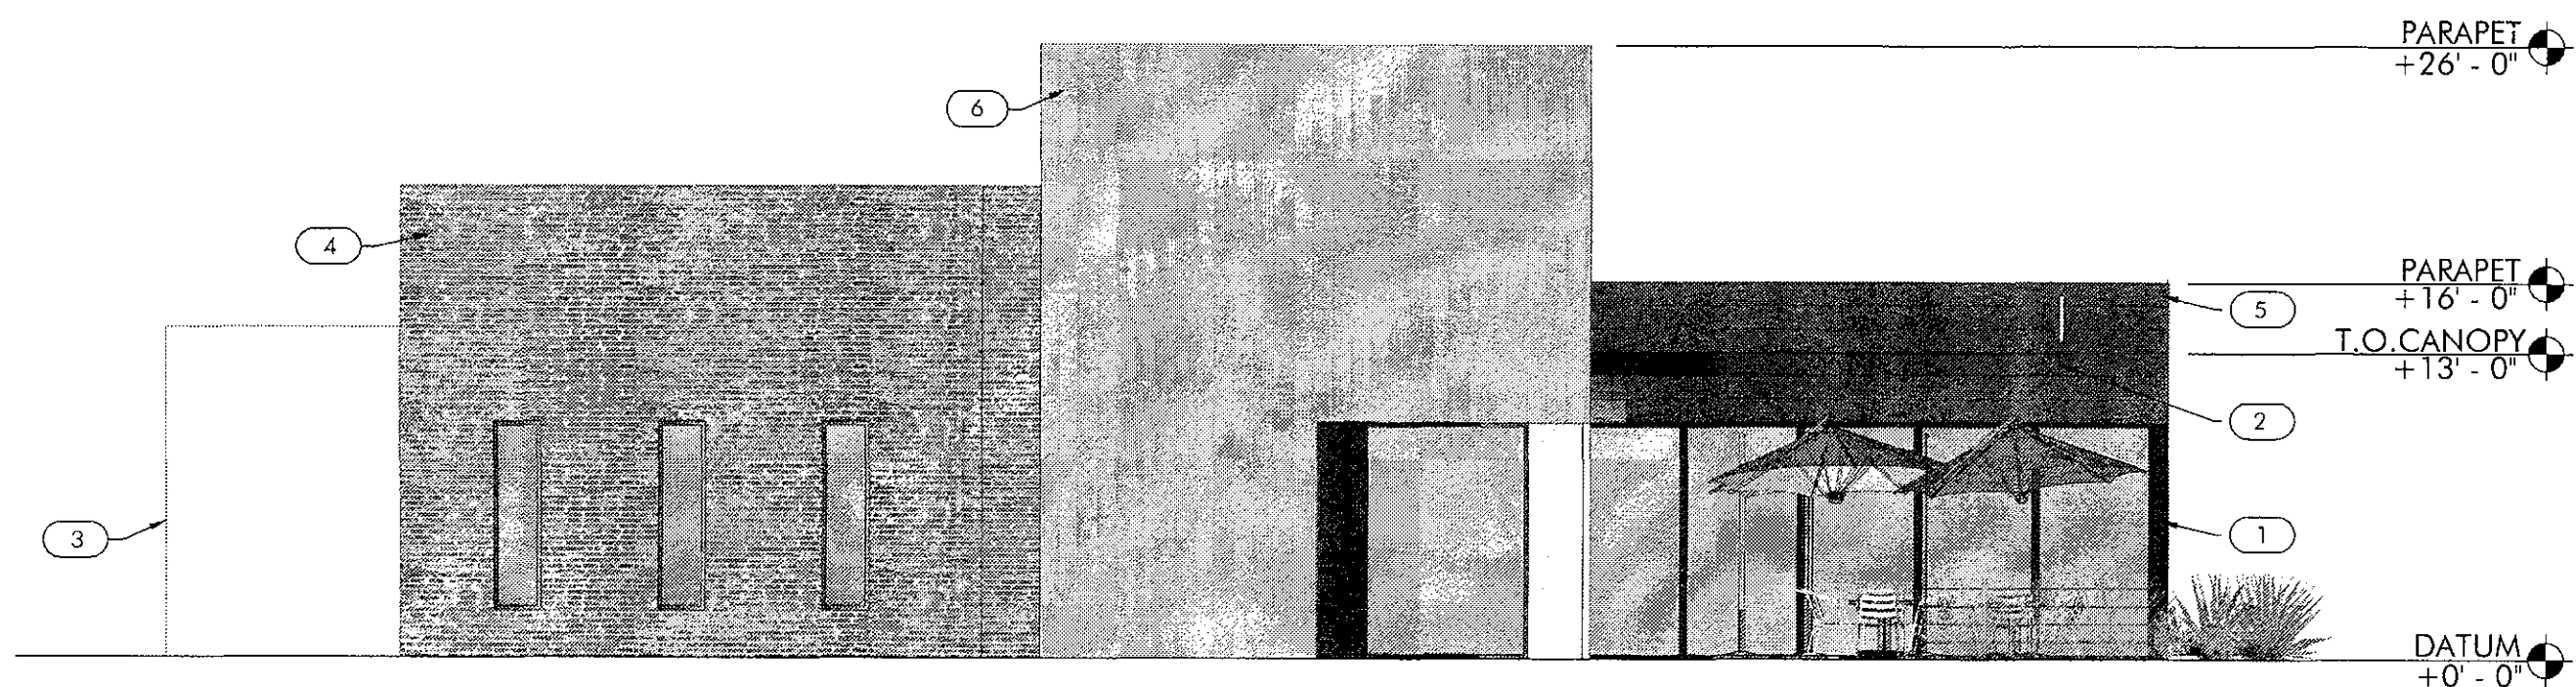 PARAPET
+26' - 0"
6
4
PARAPET
+16' - 0"
5
T.O.CANOPY
+13' - 0"
2
3
1
DATUM
+0' - 0"